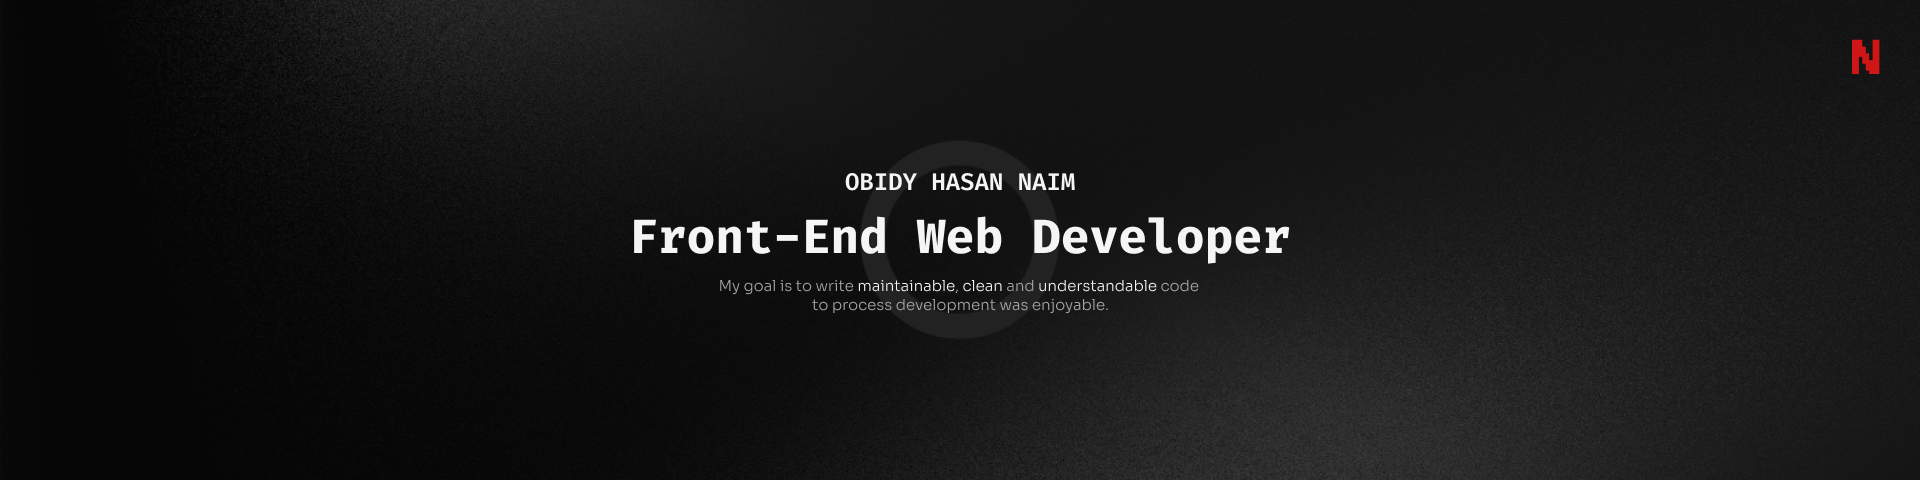 N
OBIDY HASAN NAIM
Front-End Web Developer
My goal is to write maintainable, clean and understandable code
to process development was enjoyable.